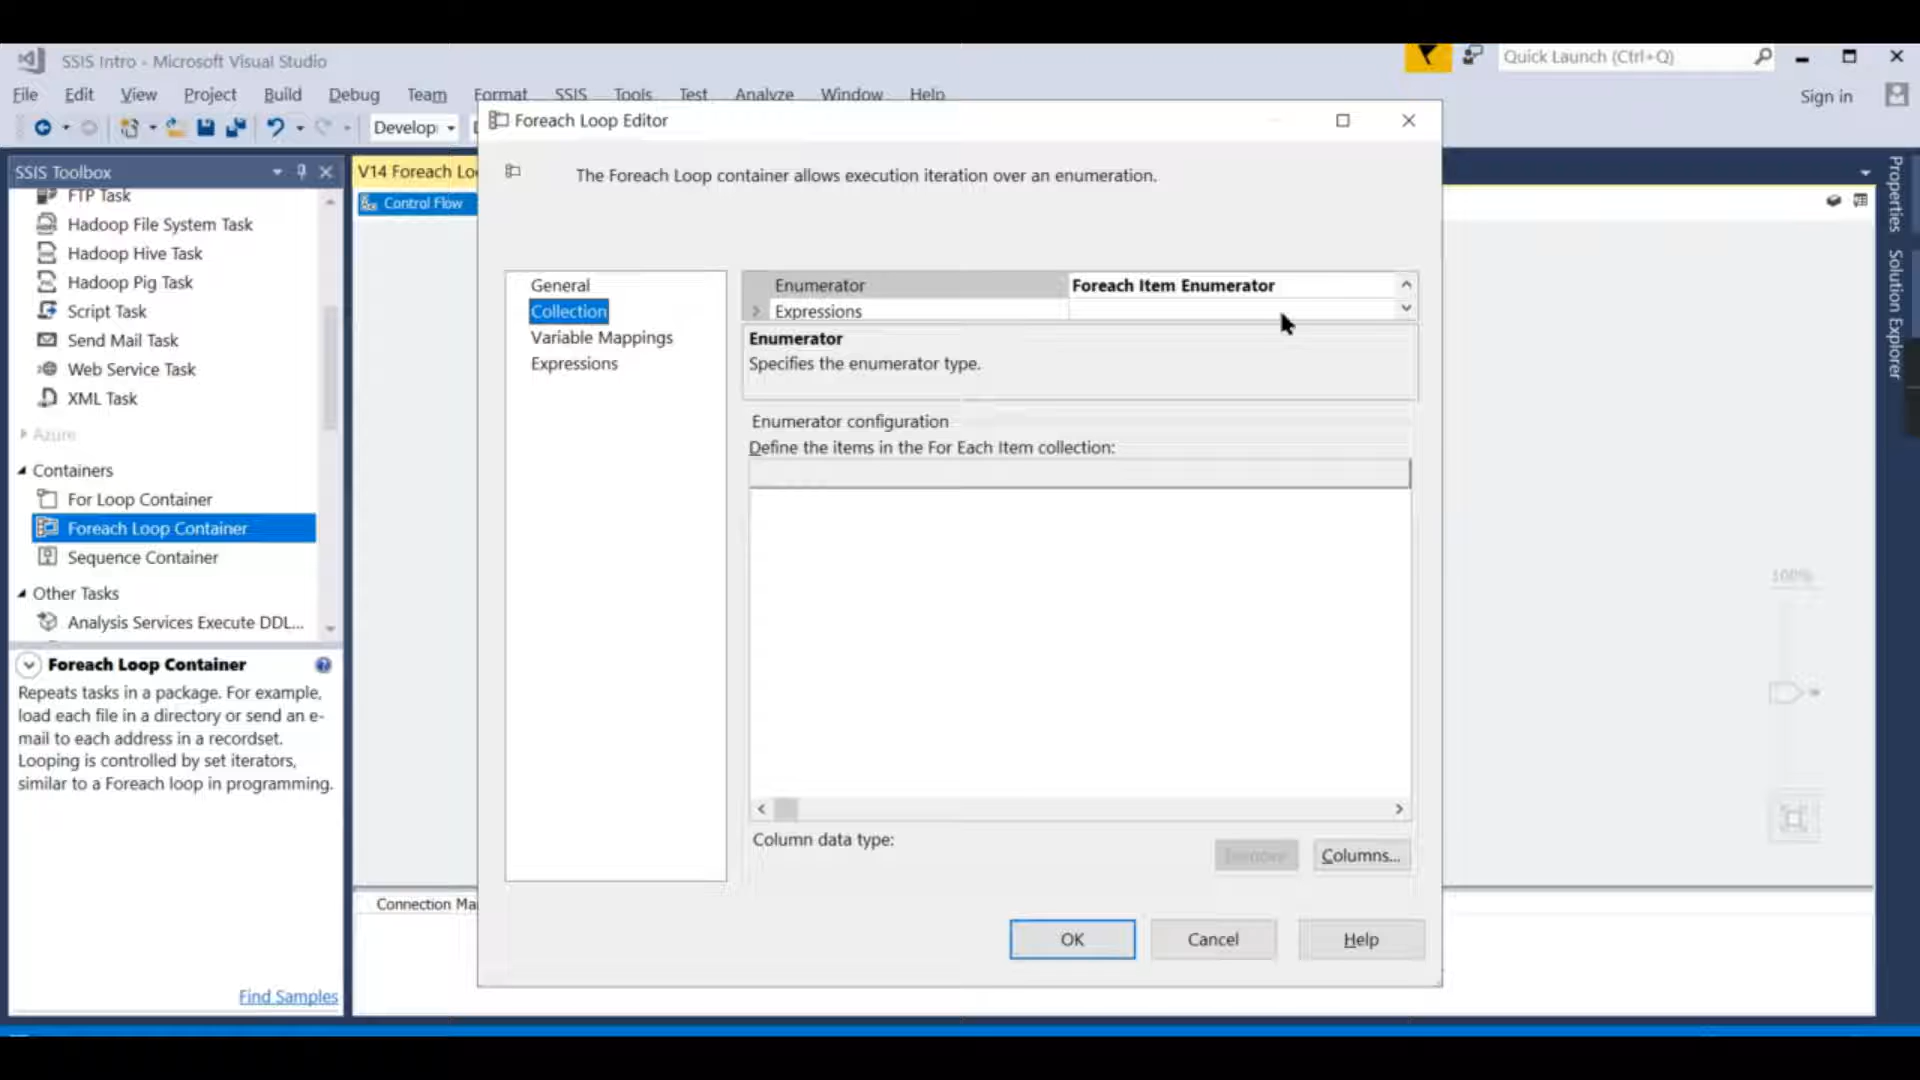 SSIS Intro - Microsoft Visual Studio
Quick Launch (Ctrl+Q)
File Edit View Project Build Debug Team Format SSIS Tools Test Analyze Window Help
Sign in
Develop
SSIS Toolbox
FTP Task
Hadoop File System Task
Hadoop Hive Task
Hadoop Pig Task
Script Task
Send Mail Task
Web Service Task
XML Task
Azure
Containers
For Loop Container
Foreach Loop Container
Sequence Container
Other Tasks
Analysis Services Execute DDL...
Foreach Loop Container
Repeats tasks in a package. For example,
load each file in a directory or send an e-
mail to each address in a recordset.
Looping is controlled by set iterators,
similar to a Foreach loop in programming.
Find Samples
V14 Foreach Lo
Control Flow
Connection Ma
Foreach Loop Editor
The Foreach Loop container allows execution iteration over an enumeration.
General
Collection
Variable Mappings
Expressions
Enumerator Foreach Item Enumerator
Expressions
Enumerator
Specifies the enumerator type.
Enumerator configuration
Define the items in the For Each Item collection:
Column data type:
Remove
Columns...
OK
Cancel
Help
100%
Properties
Solution Explorer